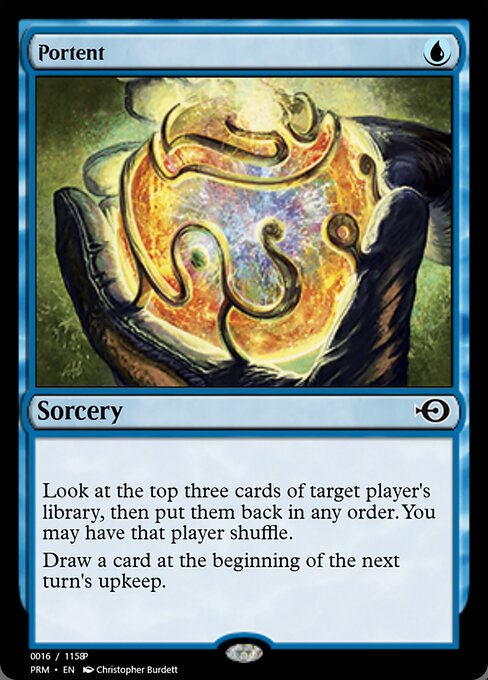 Portent
Sorcery
Look at the top three cards of target player's
library, then put them back in any order. You
may have that player shuffle.
Draw a card at the beginning of the next
turn's upkeep.
0016 / 1158P
PRM • EN Christopher Burdett